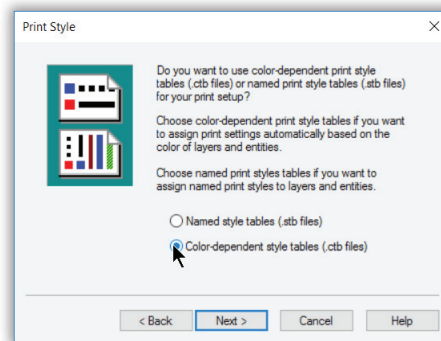 Print Style
Do you want to use color-dependent print style
tables (.ctb files) or named print style tables (.stb files)
for your print setup?
Choose color-dependent print style tables if you want
to assign print settings automatically based on the
color of layers and entities.
Choose named print styles tables if you want to
assign named print styles to layers and entities.
Named style tables (.stb files)
Color-dependent style tables (.ctb files)
< Back Next > Cancel Help